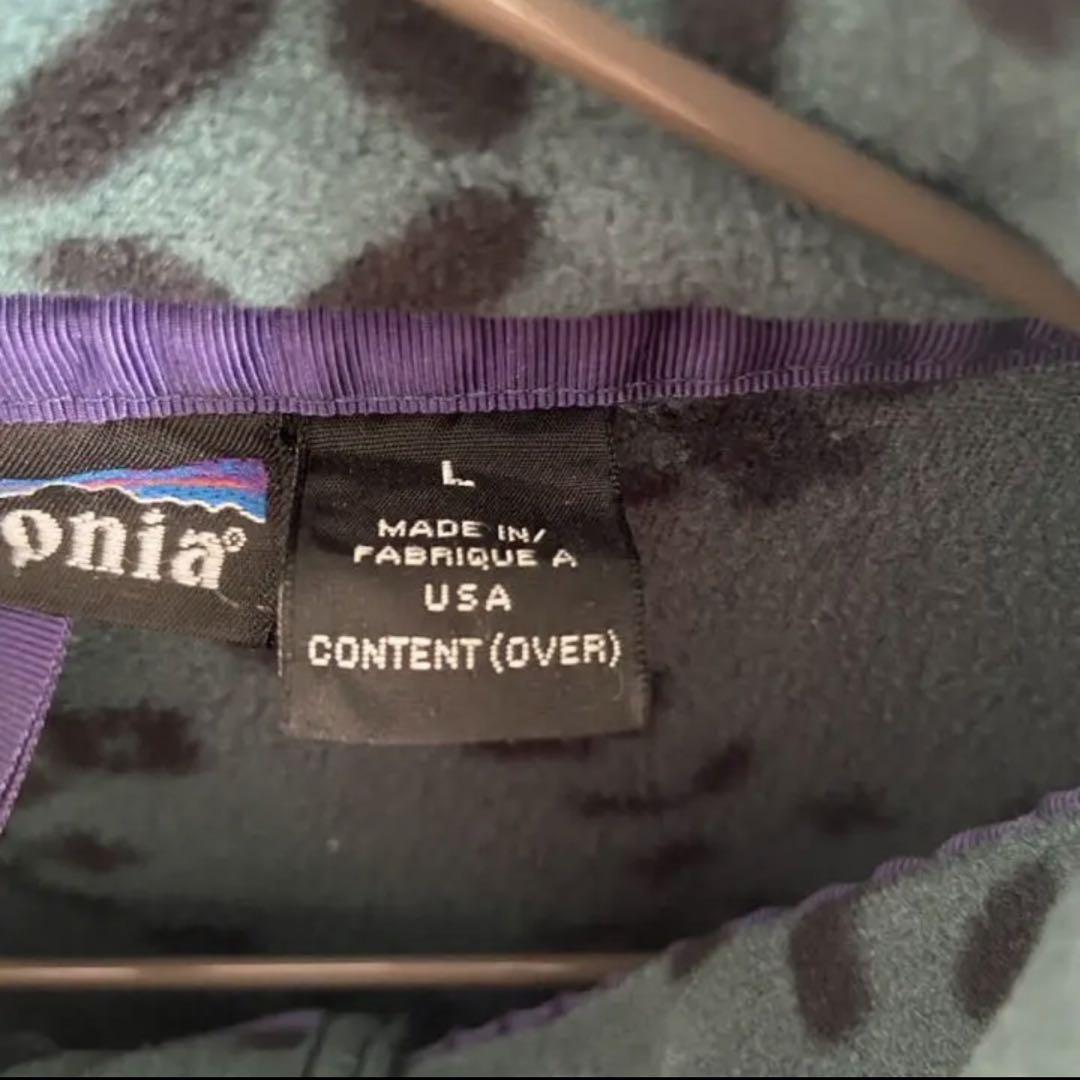 onia®
L
MADE IN/
FABRIQUE A
USA
CONTENT (OVER)